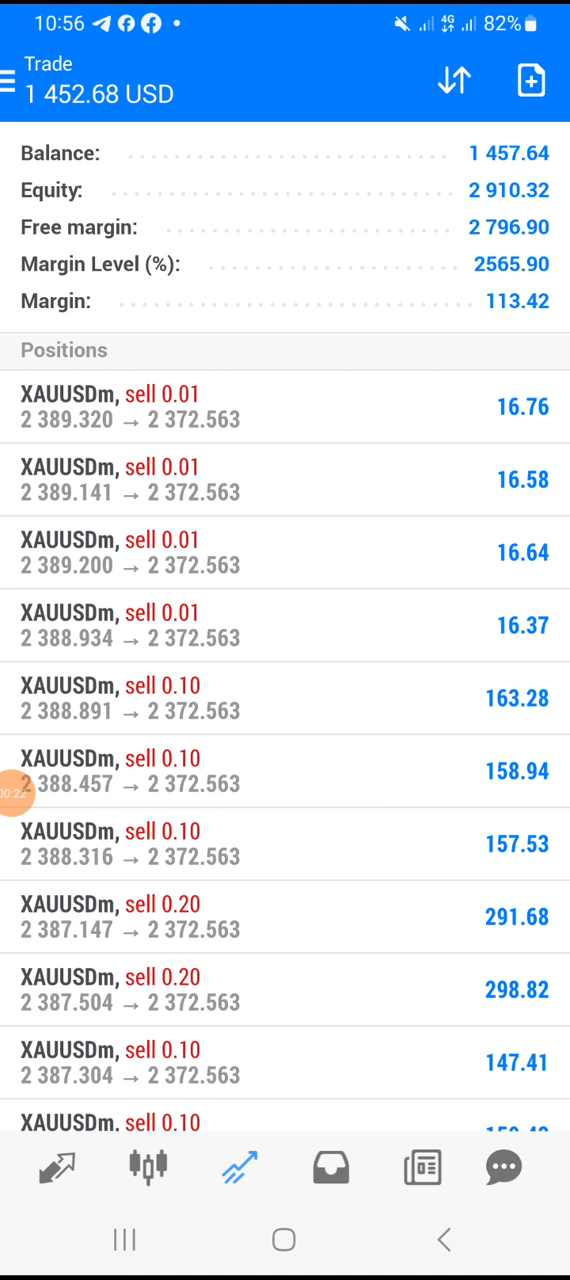 10:56
4G
82%
Trade
1 452.68 USD
Balance: 1 457.64
Equity: 2 910.32
Free margin: 2 796.90
Margin Level (%): 2565.90
Margin: 113.42
Positions
XAUUSDm, sell 0.01
2 389.320 → 2 372.563
16.76
XAUUSDm, sell 0.01
2 389.141 → 2 372.563
16.58
XAUUSDm, sell 0.01
2 389.200 → 2 372.563
16.64
XAUUSDm, sell 0.01
2 388.934 → 2 372.563
16.37
XAUUSDm, sell 0.10
2 388.891 → 2 372.563
163.28
XAUUSDm, sell 0.10
2 388.457 → 2 372.563
158.94
00:22
XAUUSDm, sell 0.10
2 388.316 → 2 372.563
157.53
XAUUSDm, sell 0.20
2 387.147 → 2 372.563
291.68
XAUUSDm, sell 0.20
2 387.504 → 2 372.563
298.82
XAUUSDm, sell 0.10
2 387.304 → 2 372.563
147.41
XAUUSDm, sell 0.10